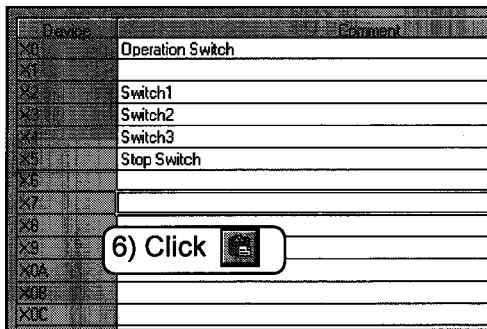 Device Comment
X0 Operation Switch
X1
X2 Switch1
X3 Switch2
X4 Switch3
X5 Stop Switch
X6
X7
X8
X9
6) Click
X0A
X0B
X0C